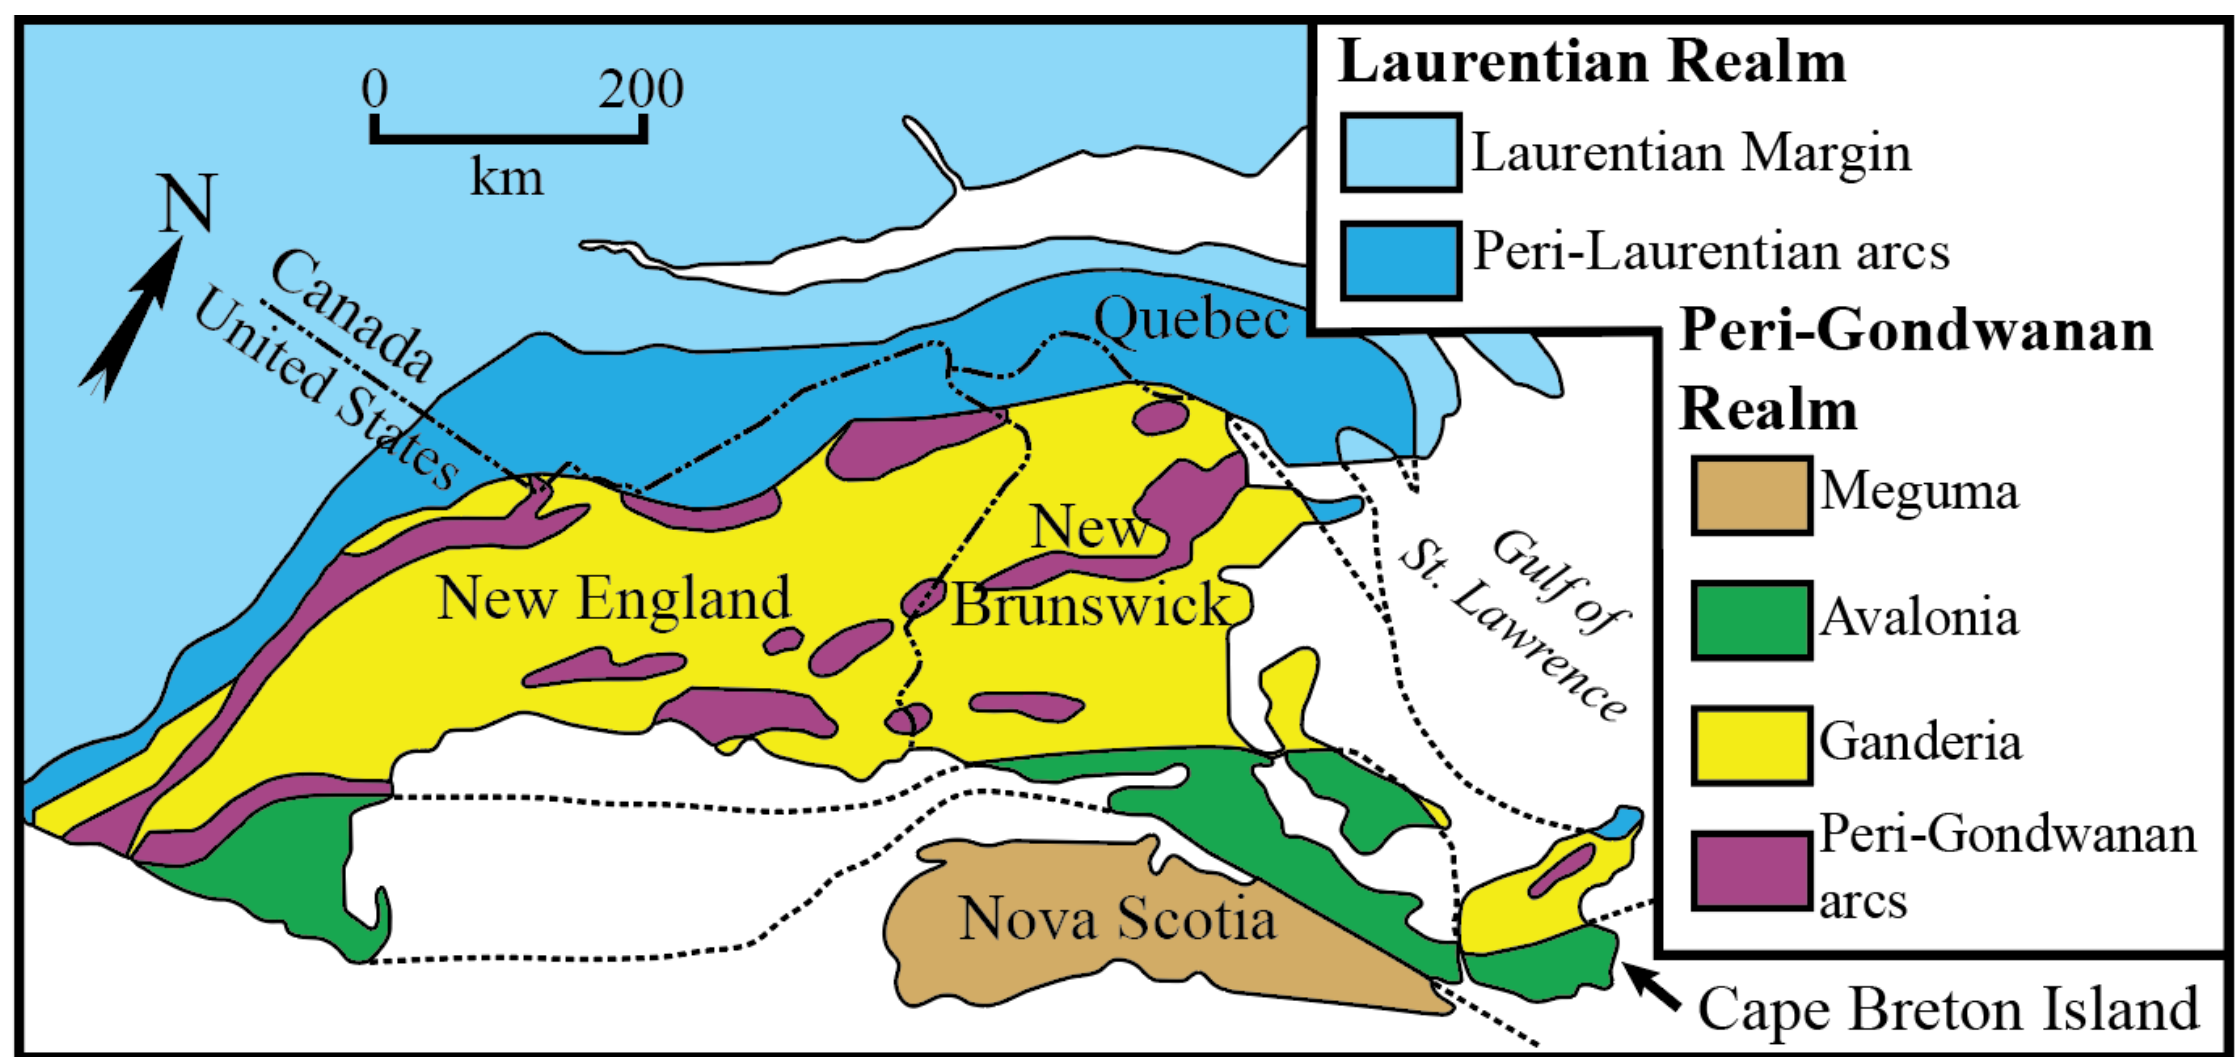 0 200
km
N
Canada
United States
Quebec
New England
New
Brunswick
Gulf of
St. Lawrence
Nova Scotia
Cape Breton Island
Laurentian Realm
Laurentian Margin
Peri-Laurentian arcs
Peri-Gondwanan
Realm
Meguma
Avalonia
Ganderia
Peri-Gondwanan
arcs